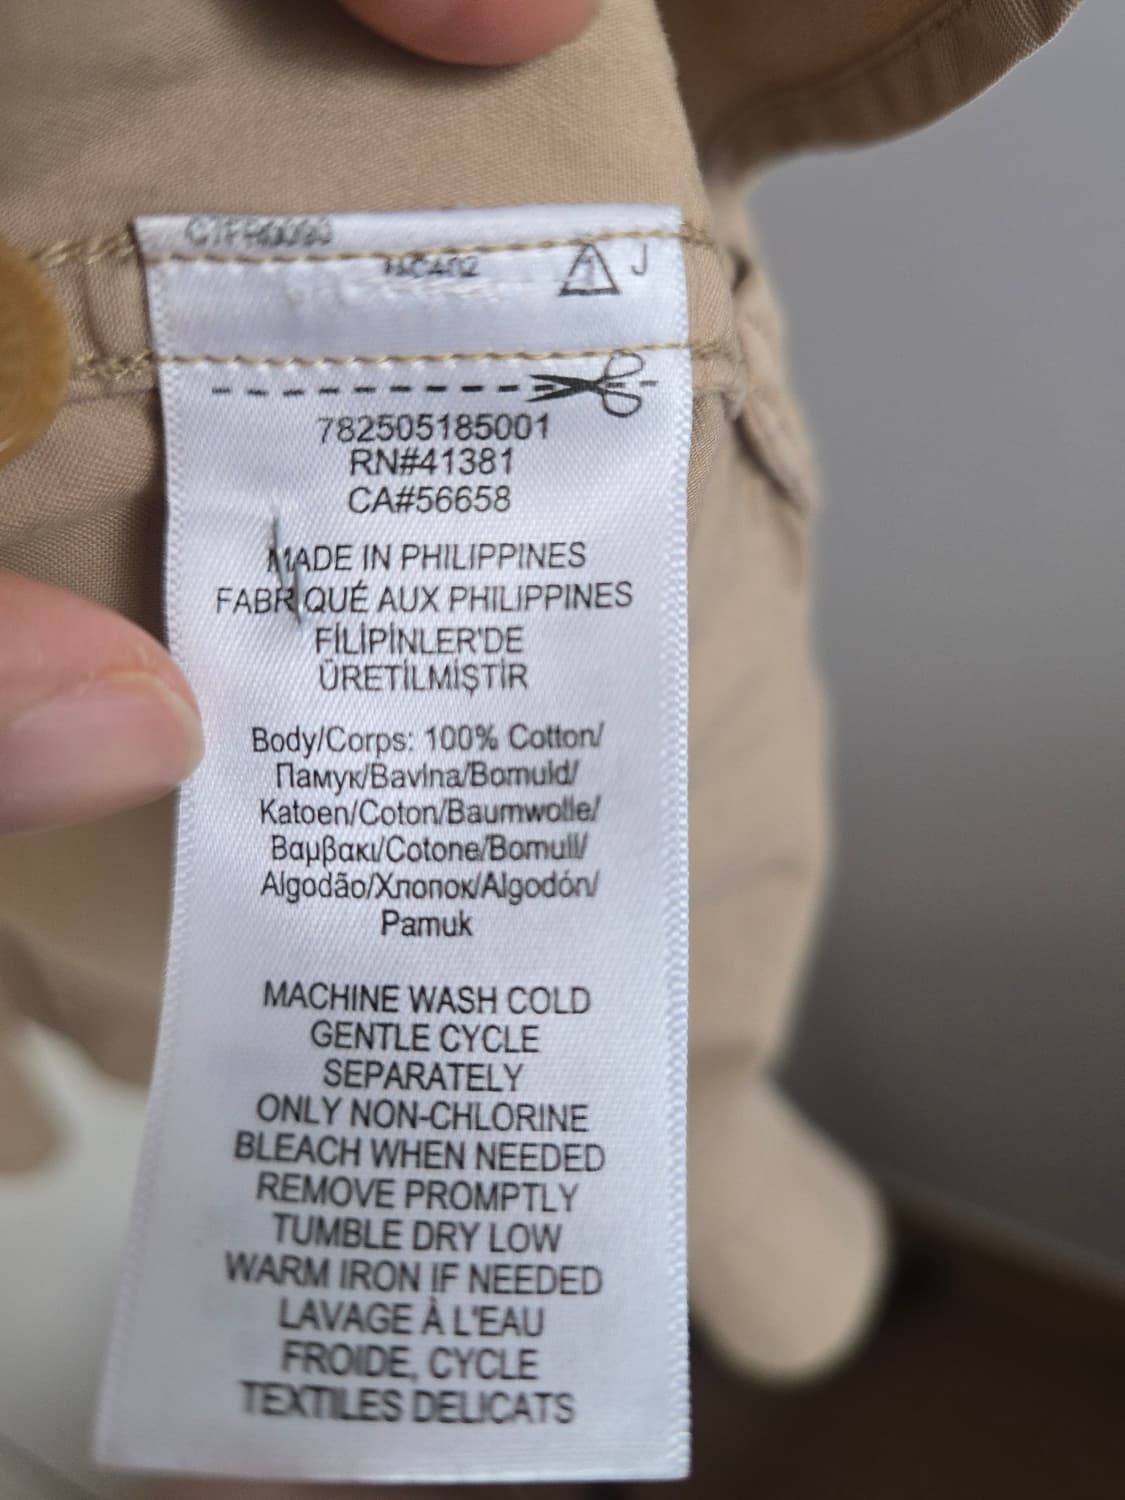 J
782505185001
RN#41381
CA#56658
MADE IN PHILIPPINES
FABRIQUÉ AUX PHILIPPINES
FİLİPİNLER'DE
ÜRETİLMİŞTİR
Body/Corps: 100% Cotton/
Памук/Bavlna/Bomuld/
Katoen/Coton/Baumwolle/
Βαμβακι/Cotone/Bomull/
Algodão/Хлопок/Algodón/
Pamuk
MACHINE WASH COLD
GENTLE CYCLE
SEPARATELY
ONLY NON-CHLORINE
BLEACH WHEN NEEDED
REMOVE PROMPTLY
TUMBLE DRY LOW
WARM IRON IF NEEDED
LAVAGE À L'EAU
FROIDE, CYCLE
TEXTILES DELICATS